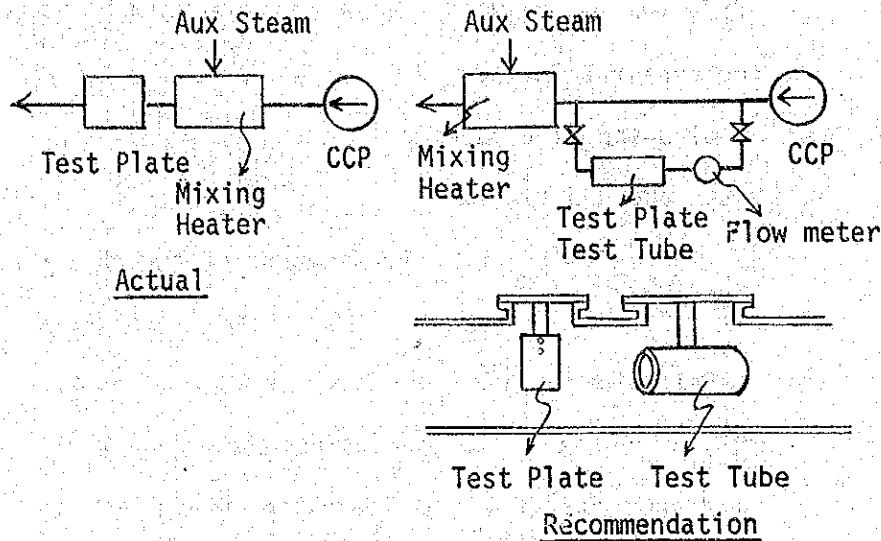 Aux Steam
Test Plate
Mixing
Heater
CCP
Actual
Aux Steam
Mixing
Heater
CCP
Test Plate
Test Tube
Flow meter
Test Plate
Test Tube
Recommendation